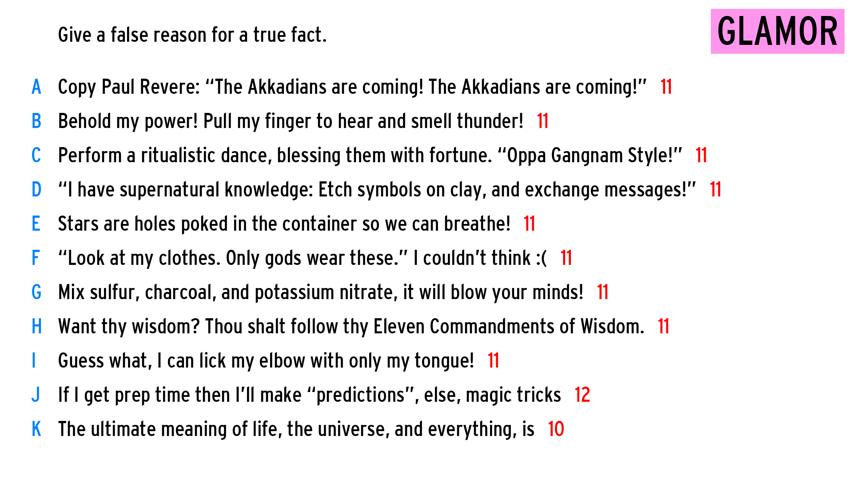 Give a false reason for a true fact.
GLAMOR
A Copy Paul Revere: “The Akkadians are coming! The Akkadians are coming!” 11
B Behold my power! Pull my finger to hear and smell thunder! 11
C Perform a ritualistic dance, blessing them with fortune. “Oppa Gangnam Style!” 11
D “I have supernatural knowledge: Etch symbols on clay, and exchange messages!” 11
E Stars are holes poked in the container so we can breathe! 11
F “Look at my clothes. Only gods wear these.” I couldn’t think :( 11
G Mix sulfur, charcoal, and potassium nitrate, it will blow your minds! 11
H Want thy wisdom? Thou shalt follow thy Eleven Commandments of Wisdom. 11
I Guess what, I can lick my elbow with only my tongue! 11
J If I get prep time then I’ll make “predictions”, else, magic tricks 12
K The ultimate meaning of life, the universe, and everything, is 10